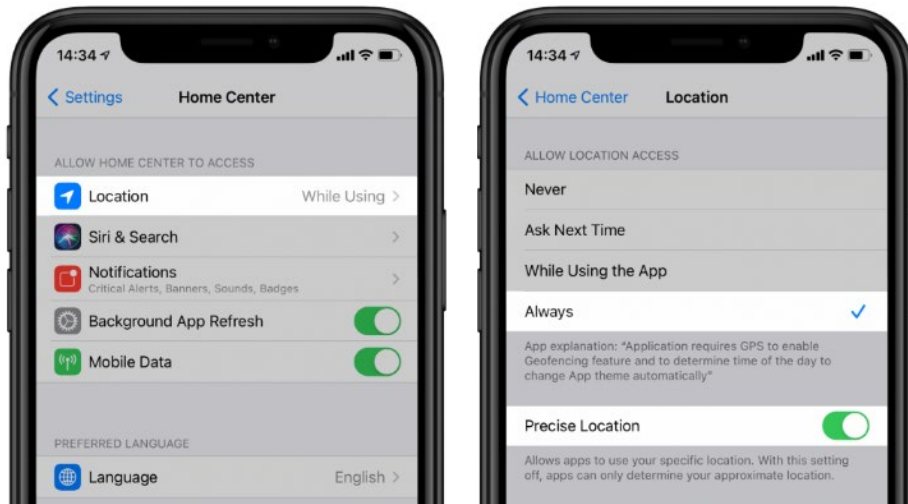 14:34
Settings
Home Center
ALLOW HOME CENTER TO ACCESS
Location
While Using
Siri & Search
Notifications
Critical Alerts, Banners, Sounds, Badges
Background App Refresh
Mobile Data
PREFERRED LANGUAGE
Language
English
14:34
Home Center
Location
ALLOW LOCATION ACCESS
Never
Ask Next Time
While Using the App
Always
App explanation: “Application requires GPS to enable
Geofencing feature and to determine time of the day to
change App theme automatically”
Precise Location
Allows apps to use your specific location. With this setting
off, apps can only determine your approximate location.